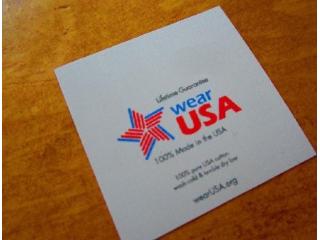 Lifetime Guarantee
wear
USA
100% Made in the USA
100% pure USA cotton
wash cold & tumble dry low
wearUSA.org